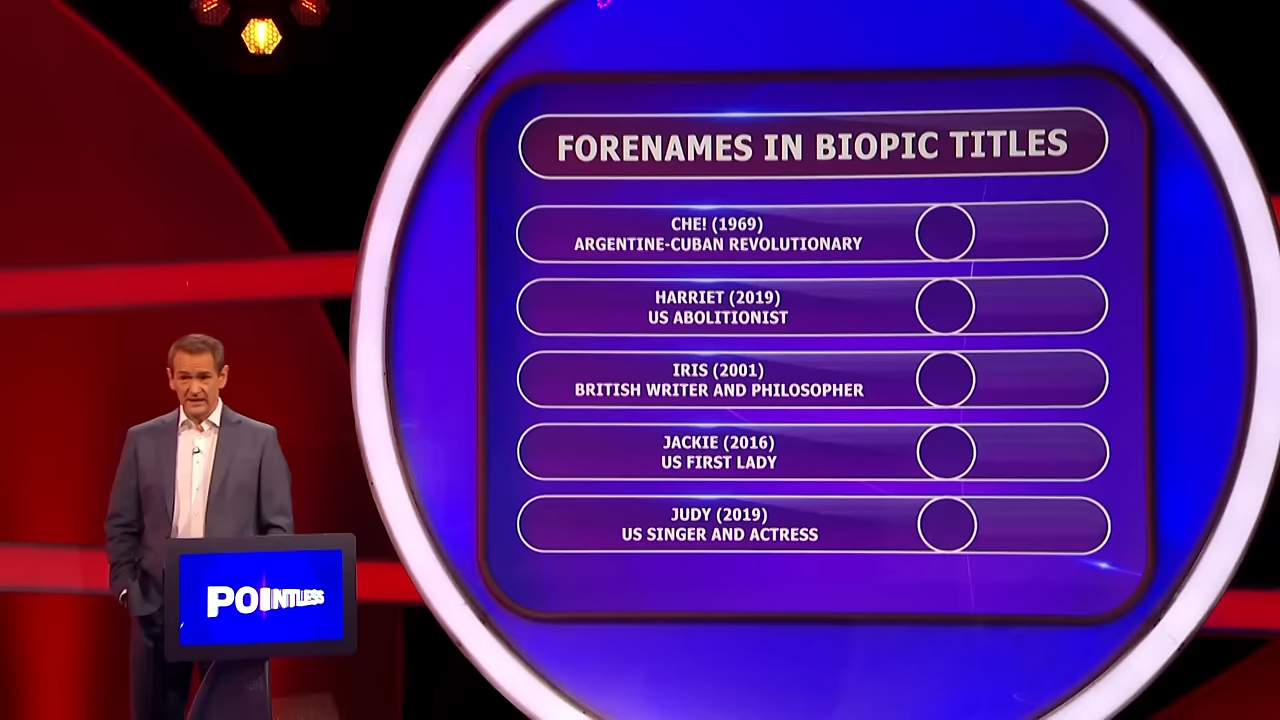 FORENAMES IN BIOPIC TITLES
CHE! (1969)
ARGENTINE-CUBAN REVOLUTIONARY
HARRIET (2019)
US ABOLITIONIST
IRIS (2001)
BRITISH WRITER AND PHILOSOPHER
JACKIE (2016)
US FIRST LADY
JUDY (2019)
US SINGER AND ACTRESS
POINTLESS